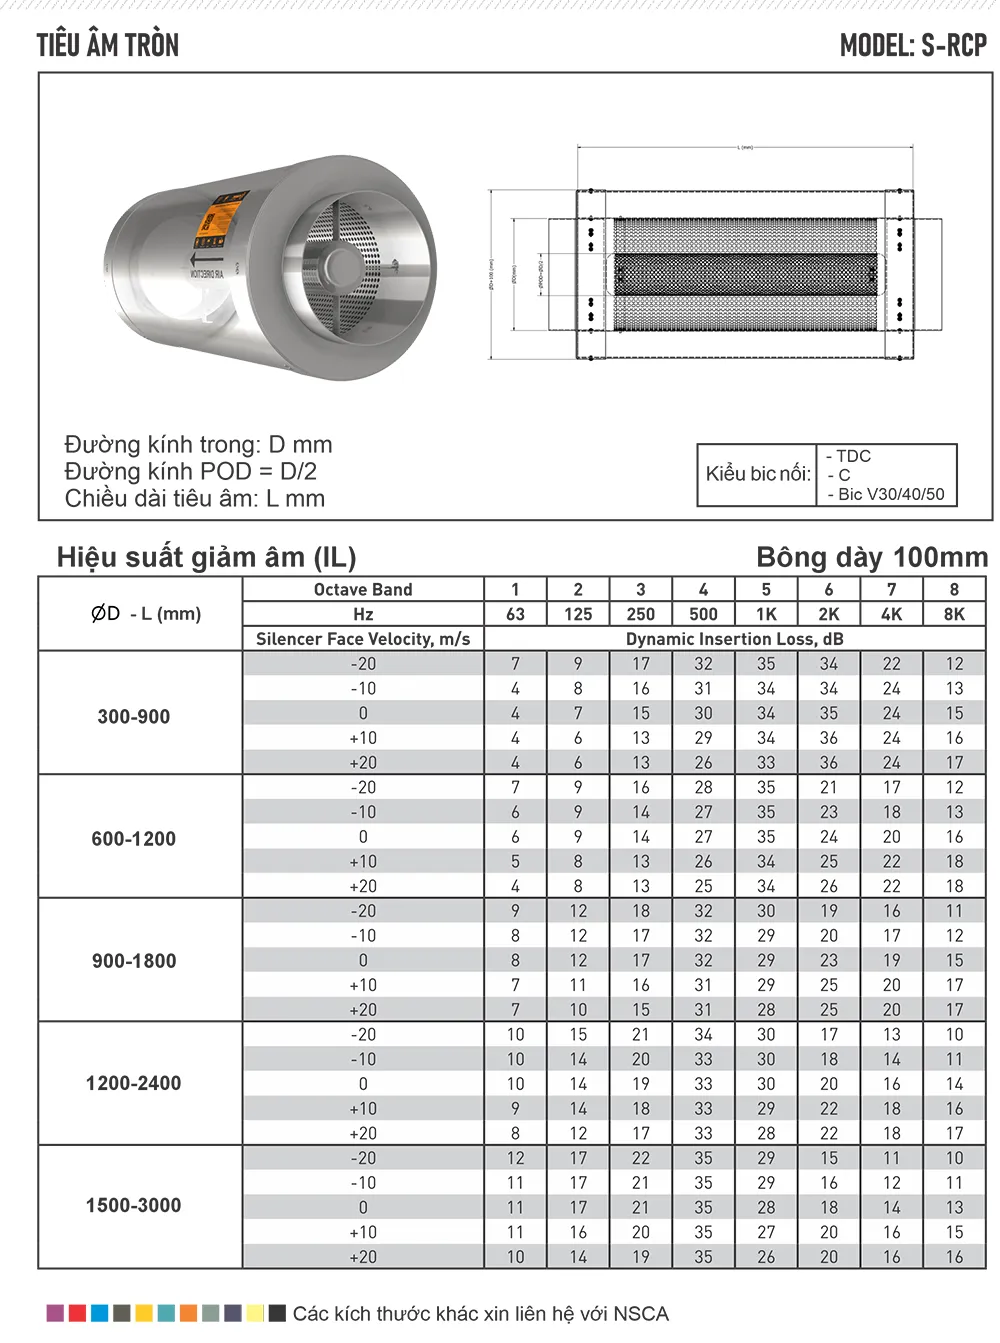 TIÊU ÂM TRÒN
MODEL: S-RCP
AIR DIRECTION
L (mm)
ØD+100 (mm)
ØD(mm)
ØPOD=ØD/2
Đường kính trong: D mm
Đường kính POD = D/2
Chiều dài tiêu âm: L mm
Kiểu bic nối:
- TDC
- C
- Bic V30/40/50
Hiệu suất giảm âm (IL)
Bông dày 100mm
ØD - L (mm)
Octave Band 1 2 3 4 5 6 7 8
Hz 63 125 250 500 1K 2K 4K 8K
Silencer Face Velocity, m/s Dynamic Insertion Loss, dB
300-900
-20 7 9 17 32 35 34 22 12
-10 4 8 16 31 34 34 24 13
0 4 7 15 30 34 35 24 15
+10 4 6 13 29 34 36 24 16
+20 4 6 13 26 33 36 24 17
600-1200
-20 7 9 16 28 35 21 17 12
-10 6 9 14 27 35 23 18 13
0 6 9 14 27 35 24 20 16
+10 5 8 13 26 34 25 22 18
+20 4 8 13 25 34 26 22 18
900-1800
-20 9 12 18 32 30 19 16 11
-10 8 12 17 32 29 20 17 12
0 8 12 17 32 29 23 19 15
+10 7 11 16 31 29 25 20 17
+20 7 10 15 31 28 25 20 17
1200-2400
-20 10 15 21 34 30 17 13 10
-10 10 14 20 33 30 18 14 11
0 10 14 19 33 30 20 16 14
+10 9 14 18 33 29 22 18 16
+20 8 12 17 33 28 22 18 17
1500-3000
-20 12 17 22 35 29 15 11 10
-10 11 17 21 35 29 16 12 11
0 11 17 21 35 28 18 14 13
+10 11 16 20 35 27 20 16 15
+20 10 14 19 35 26 20 16 16
Các kích thước khác xin liên hệ với NSCA